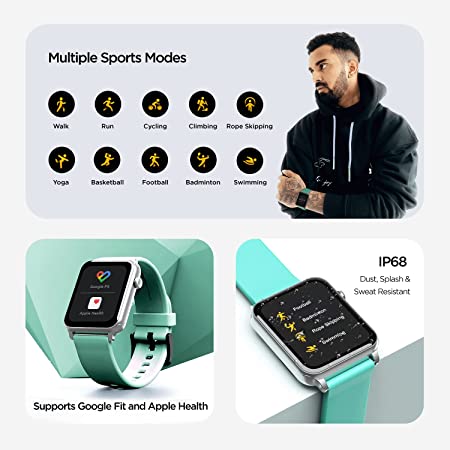 Multiple Sports Modes
Walk
Run
Cycling
Climbing
Rope Skipping
Yoga
Basketball
Football
Badminton
Swimming
Google Fit
Apple Health
Supports Google Fit and Apple Health
IP68
Dust, Splash &
Sweat Resistant
Football
Badminton
Rope Skipping
Swimming